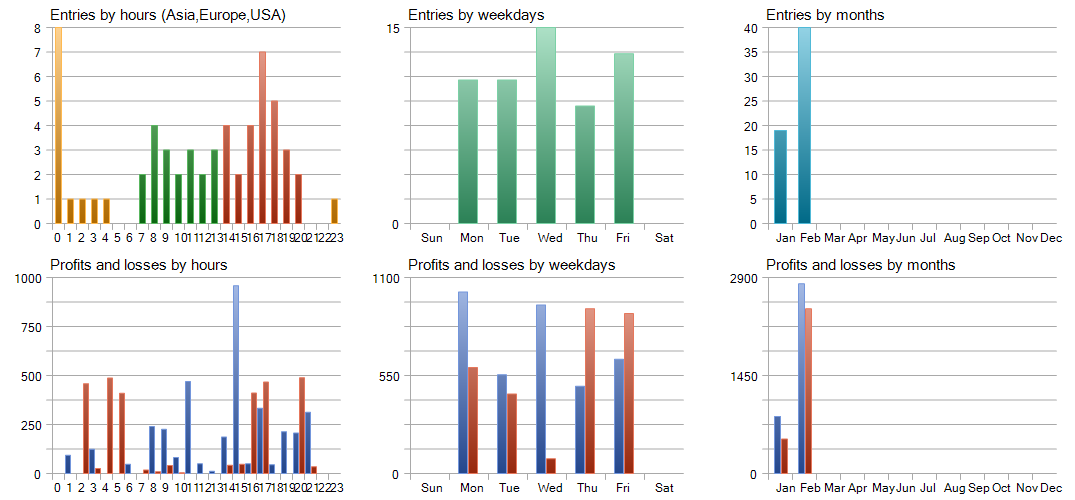 Entries by hours (Asia,Europe,USA)
8
7
6
5
4
3
2
1
0
0 1 2 3 4 5 6 7 8 9 10 11 12 13 14 15 16 17 18 19 20 21 22 23
Entries by weekdays
15
0
Sun Mon Tue Wed Thu Fri Sat
Entries by months
40
35
30
25
20
15
10
5
0
Jan Feb Mar Apr May Jun Jul Aug Sep Oct Nov Dec
Profits and losses by hours
1000
750
500
250
0
0 1 2 3 4 5 6 7 8 9 10 11 12 13 14 15 16 17 18 19 20 21 22 23
Profits and losses by weekdays
1100
550
0
Sun Mon Tue Wed Thu Fri Sat
Profits and losses by months
2900
1450
0
Jan Feb Mar Apr May Jun Jul Aug Sep Oct Nov Dec